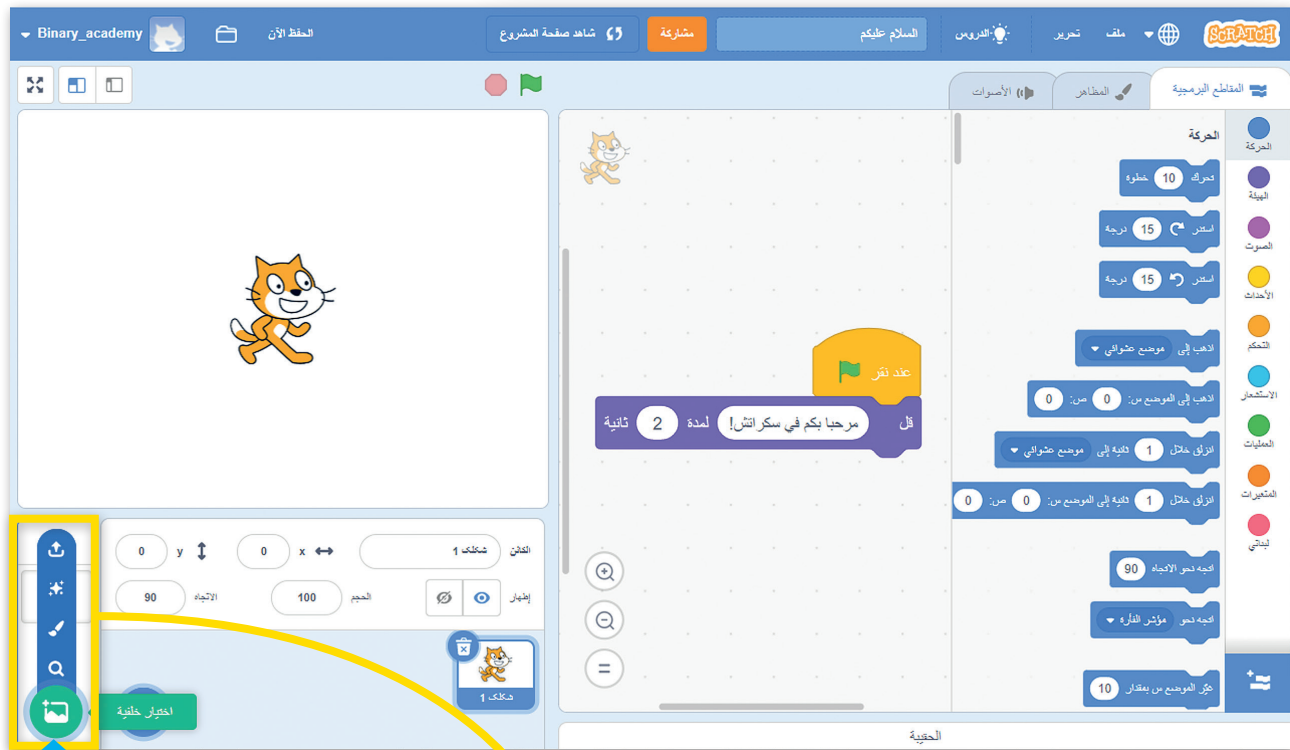 SCRATCH
ملف
تحرير
الدروس
السلام عليكم
مشاركة
شاهد صفحة المشروع
الحفظ الآن
Binary_academy
المقاطع البرمجية
المظاهر
الأصوات
الحركة
الهيئة
الصوت
الأحداث
التحكم
الاستشعار
العمليات
المتغيرات
لبناتي
الحركة
تحرك 10 خطوة
استدر 15 درجة
استدر 15 درجة
اذهب إلى موضع عشوائي
اذهب إلى الموضع س: 0 ص: 0
انزلق خلال 1 ثانية إلى موضع عشوائي
انزلق خلال 1 ثانية إلى الموضع س: 0 ص: 0
اتجه نحو الاتجاه 90
اتجه نحو مؤشر الفأرة
غيّر الموضع س بمقدار 10
عند نقر
قل مرحبا بكم في سكراتش! لمدة 2 ثانية
الكائن شكلك 1 x 0 y 0
إظهار الحجم 100 الاتجاه 90
شكلك 1
اختيار خلفية
الحقيبة